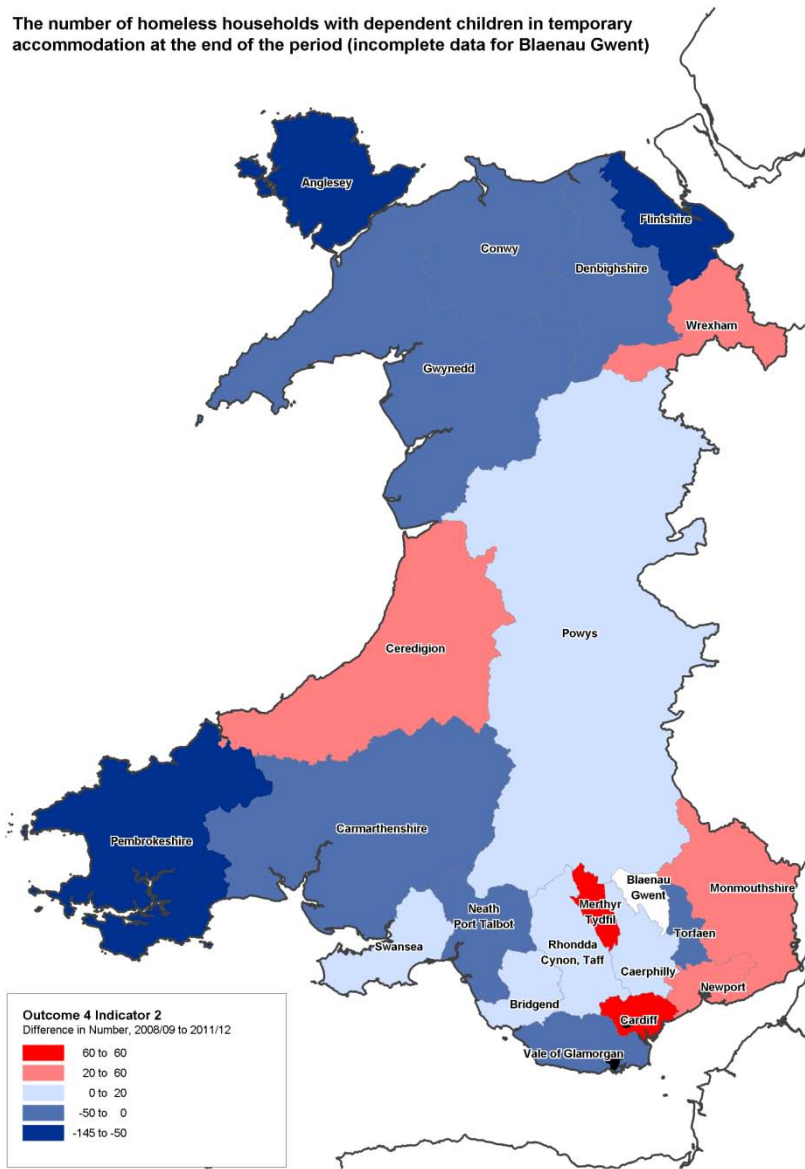 The number of homeless households with dependent children in temporary
accommodation at the end of the period (incomplete data for Blaenau Gwent)
Anglesey
Flintshire
Conwy
Denbighshire
Wrexham
Gwynedd
Powys
Ceredigion
Carmarthenshire
Pembrokeshire
Blaenau
Gwent
Monmouthshire
Merthyr
Tydfil
Neath
Port Talbot
Torfaen
Swansea
Rhondda
Cynon, Taff
Caerphilly
Newport
Bridgend
Cardiff
Vale of Glamorgan
Outcome 4 Indicator 2
Difference in Number, 2008/09 to 2011/12
60 to 60
20 to 60
0 to 20
-50 to 0
-145 to -50